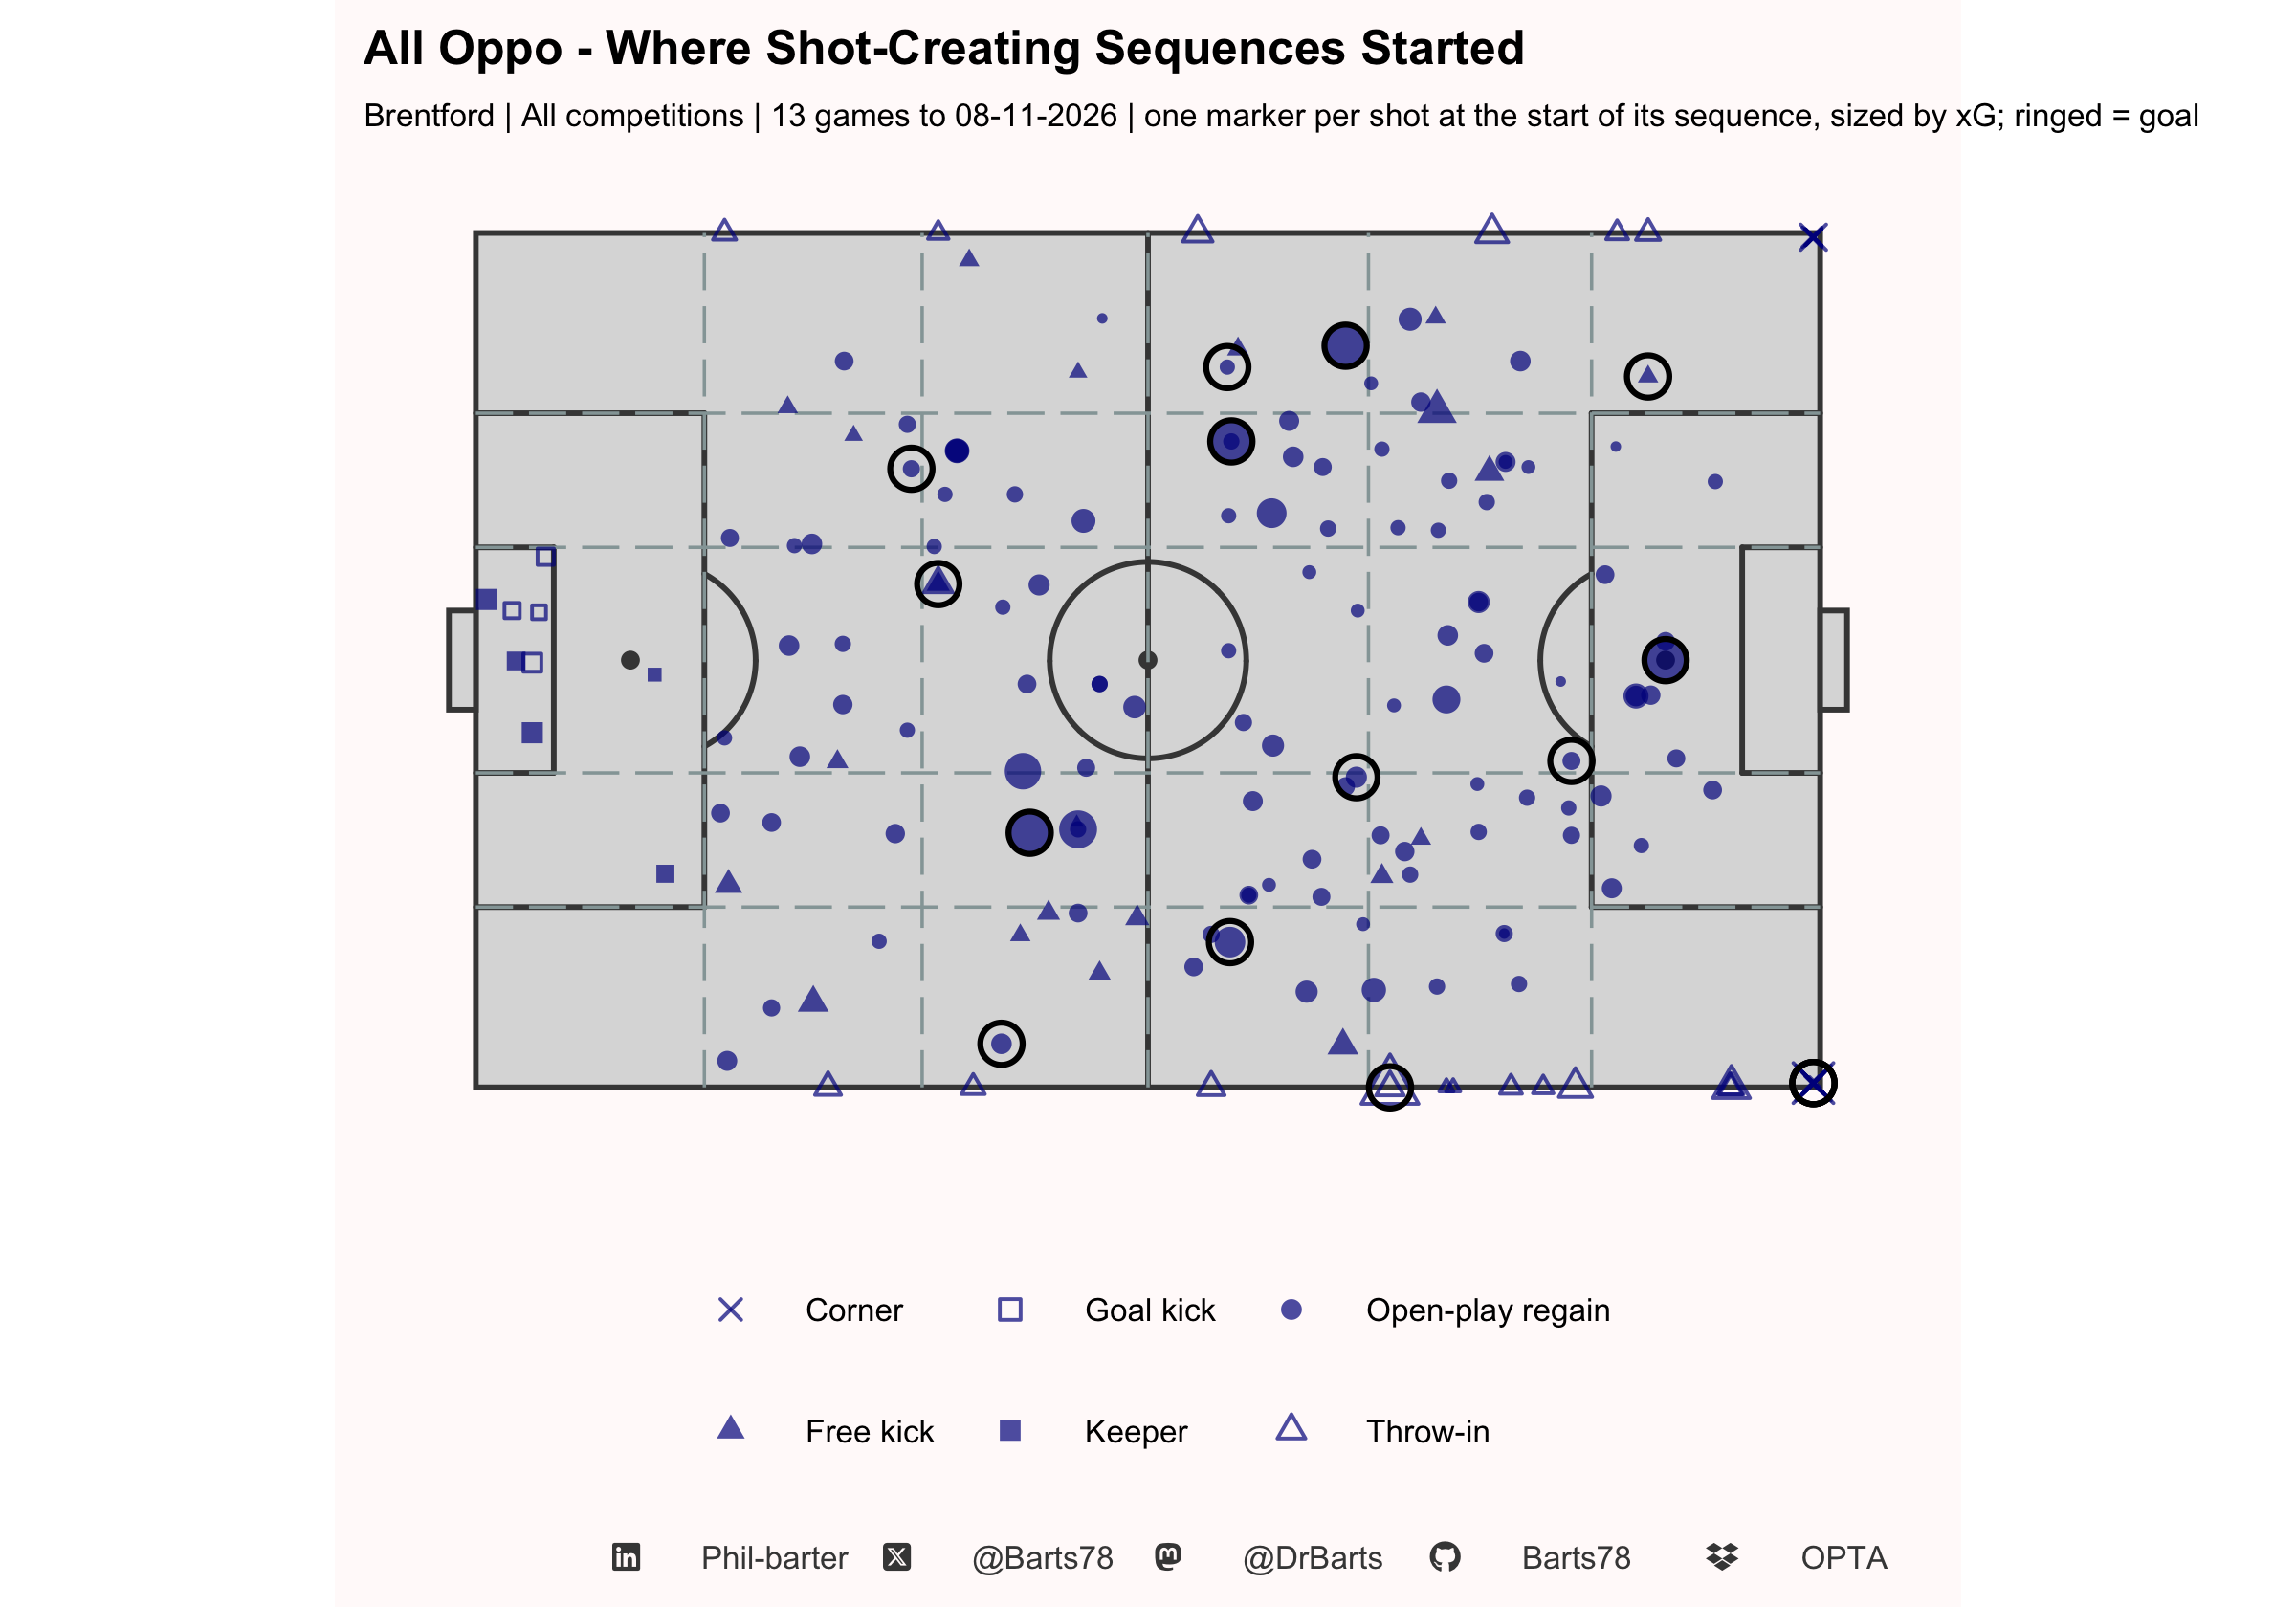 All Oppo - Where Shot-Creating Sequences Started
Brentford | All competitions | 13 games to 08-11-2026 | one marker per shot at the start of its sequence, sized by xG; ringed = goal
Corner Goal kick Open-play regain
Free kick Keeper Throw-in
Phil-barter @Barts78 @DrBarts Barts78 OPTA